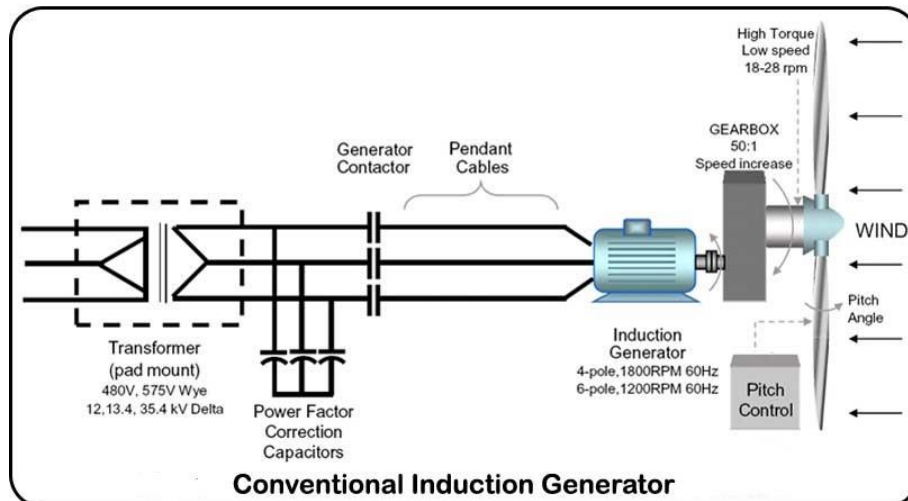 High Torque
Low speed
18-28 rpm
GEARBOX
50:1
Speed increase
Generator
Contactor
Pendant
Cables
WIND
Pitch
Angle
Transformer
(pad mount)
480V, 575V Wye
12,13.4, 35.4 kV Delta
Power Factor
Correction
Capacitors
Induction
Generator
4-pole,1800RPM 60Hz
6-pole,1200RPM 60Hz
Pitch
Control
Conventional Induction Generator